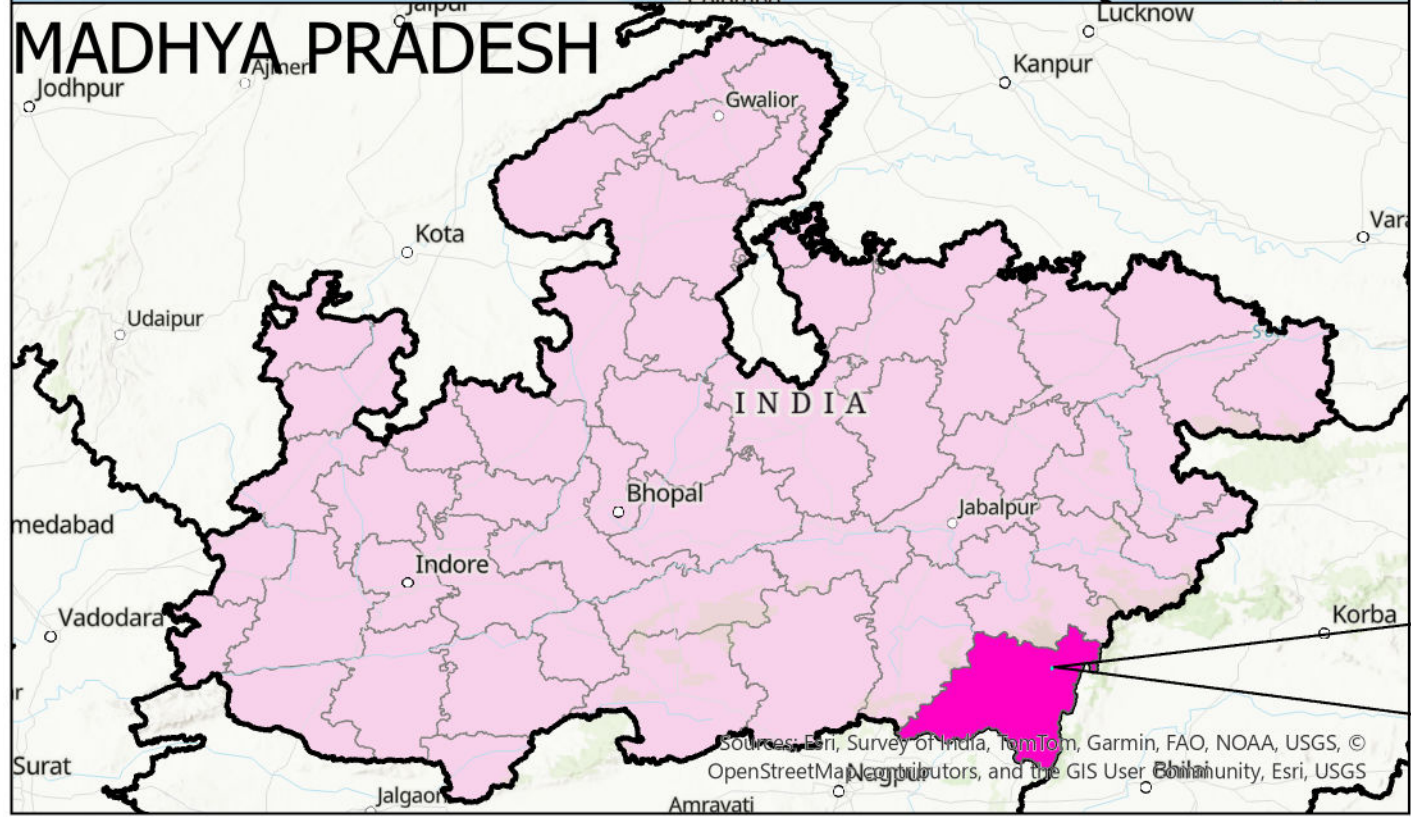 Jaipur
Lucknow
MADHYA PRADESH
Ajmer
Kanpur
Jodhpur
Gwalior
Kota
Vara
Udaipur
Son
INDIA
Bhopal
Jabalpur
medabad
Indore
Vadodara
Korba
Sources: Esri, Survey of India, TomTom, Garmin, FAO, NOAA, USGS, ©
OpenStreetMap contributors, and the GIS User Community, Esri, USGS
Surat
Nagpur
Bhilai
Jalgaon
Amravati